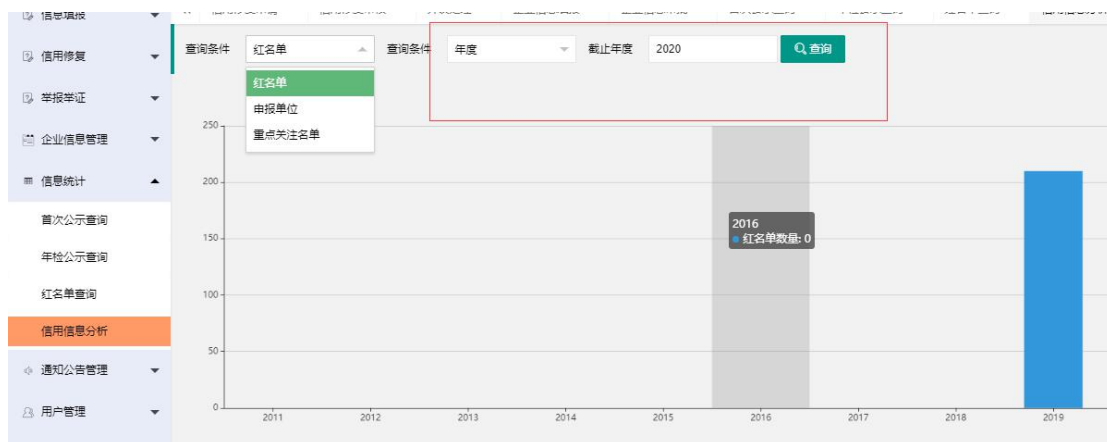 信息填报
信用修复
举报举证
企业信息管理
信息统计
首次公示查询
年检公示查询
红名单查询
信用信息分析
通知公告管理
用户管理
查询条件 红名单 查询条件 年度 截止年度 2020 查询
红名单
申报单位
重点关注名单
250
200
150
100
50
0
2016
红名单数量: 0
2011 2012 2013 2014 2015 2016 2017 2018 2019